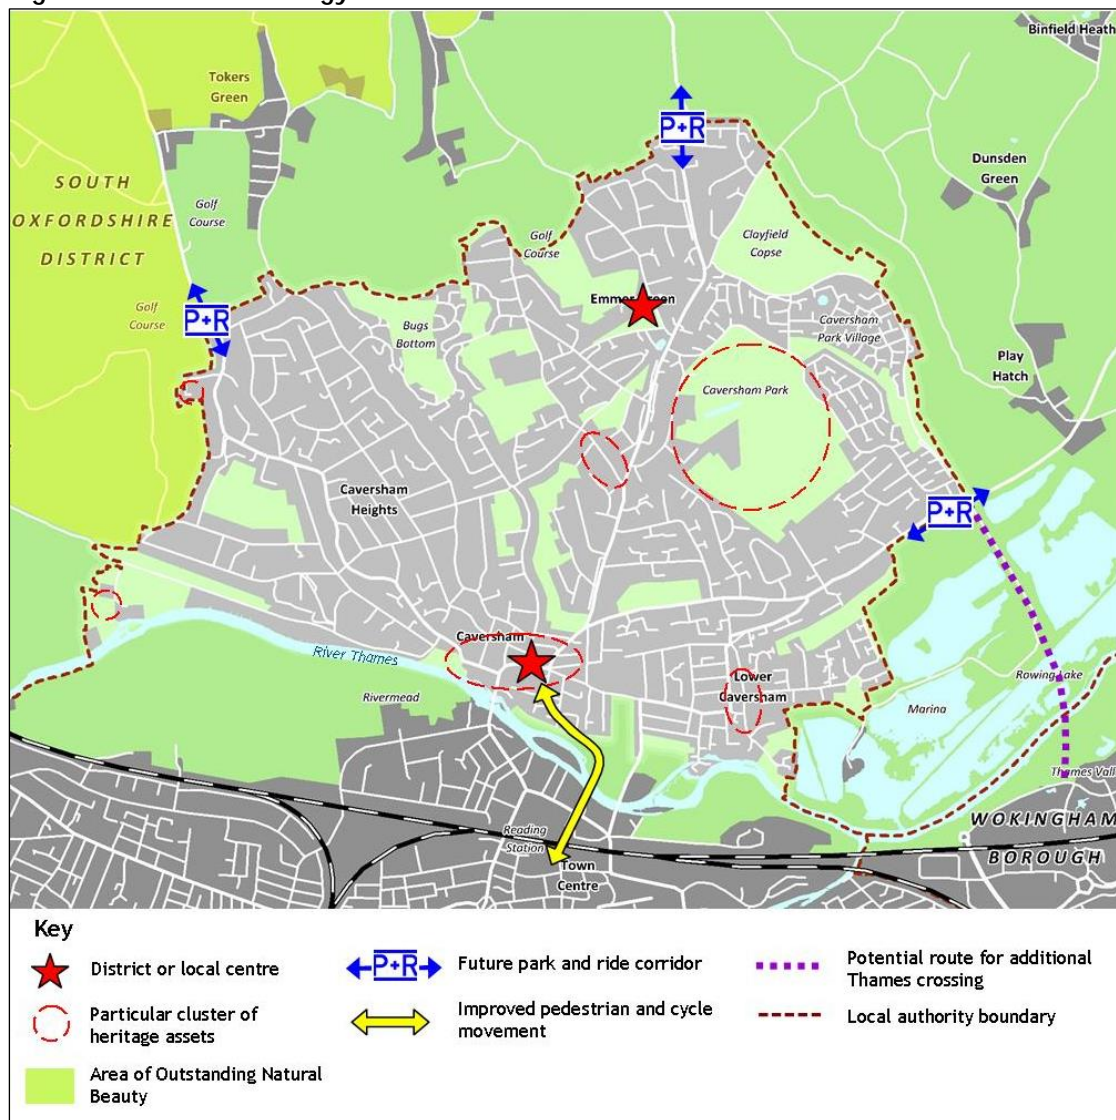 Binfield Heath
Tokers
Green
P+R
Dunsden
Green
SOUTH
OXFORDSHIRE
DISTRICT
Golf
Course
Golf
Course
Clayfield
Copse
Emmer Green
Golf
Course
P+R
Bugs
Bottom
Caversham
Park Village
Play
Hatch
Caversham Park
Caversham
Heights
P+R
Caversham
River Thames
Rivermead
Lower
Caversham
Rowing Lake
Marina
WOKINGHAM
BOROUGH
Reading
Station
Town
Centre
Key
District or local centre
P+R
Future park and ride corridor
Potential route for additional
Thames crossing
Particular cluster of
heritage assets
Improved pedestrian and cycle
movement
Local authority boundary
Area of Outstanding Natural
Beauty